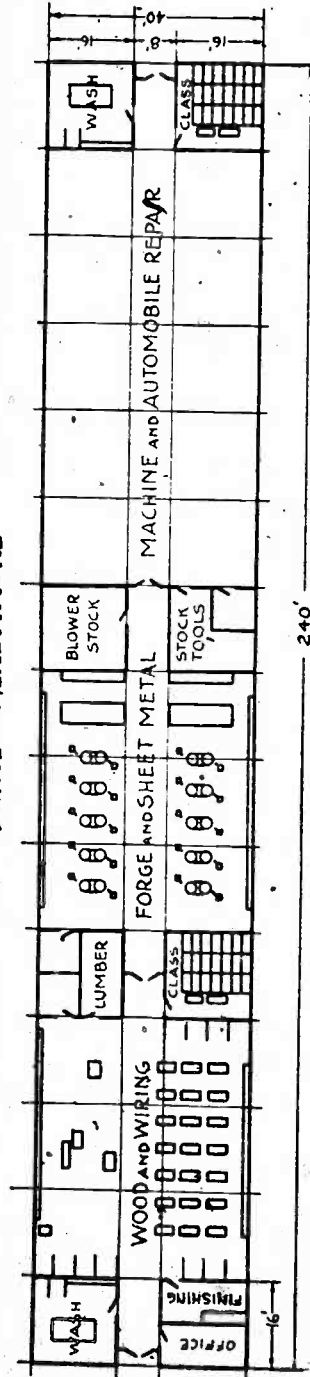 WASH
OFFICE
FINISHING
16'
WOOD AND WIRING
LUMBER
CLASS
FORGE AND SHEET METAL
BLOWER
STOCK
STOCK
TOOLS
MACHINE AND AUTOMOBILE REPAIR
WASH
CLASS
16'
8'
16'
40'
240'